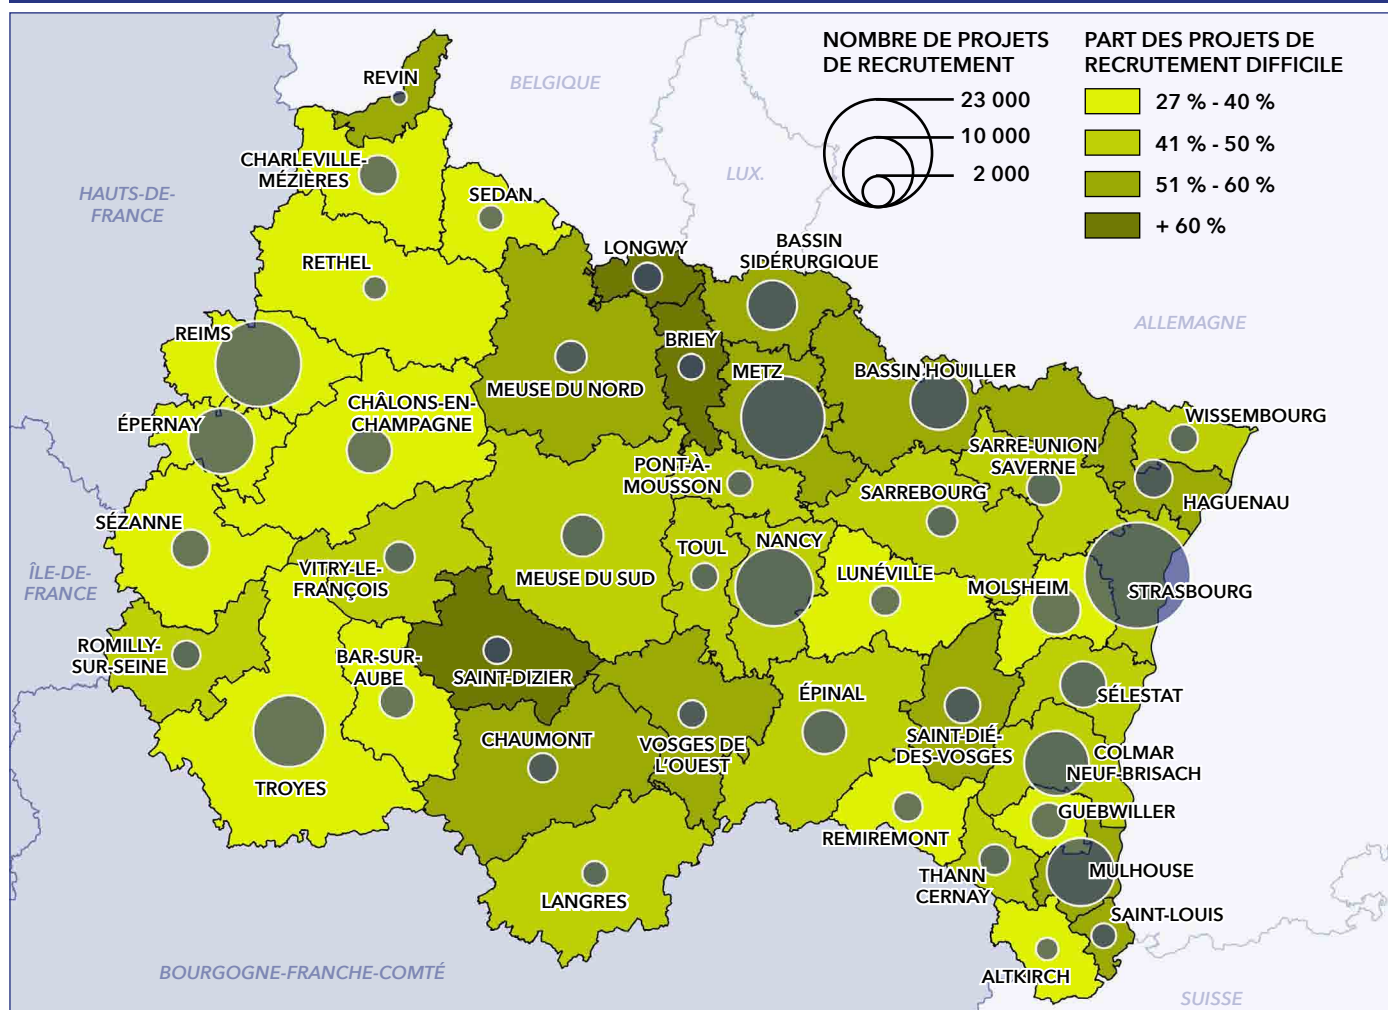 NOMBRE DE PROJETS
DE RECRUTEMENT
23 000
10 000
2 000
PART DES PROJETS DE
RECRUTEMENT DIFFICILE
27 % - 40 %
41 % - 50 %
51 % - 60 %
+ 60 %
REVIN
BELGIQUE
CHARLEVILLE-
MÉZIÈRES
HAUTS-DE-
FRANCE
LUX.
SEDAN
LONGWY
BASSIN
SIDÉRURGIQUE
RETHEL
ALLEMAGNE
REIMS
BRIEY
METZ
BASSIN HOUILLER
MEUSE DU NORD
CHÂLONS-EN-
CHAMPAGNE
ÉPERNAY
WISSEMBOURG
SARRE-UNION
SAVERNE
PONT-À-
MOUSSON
SARREBOURG
HAGUENAU
SÉZANNE
NANCY
TOUL
VITRY-LE-
FRANÇOIS
MEUSE DU SUD
LUNÉVILLE
MOLSHEIM
STRASBOURG
ÎLE-DE-
FRANCE
ROMILLY-
SUR-SEINE
BAR-SUR-
AUBE
SAINT-DIZIER
ÉPINAL
SÉLESTAT
CHAUMONT
VOSGES DE
L'OUEST
SAINT-DIÉ-
DES-VOSGES
COLMAR
NEUF-BRISACH
TROYES
GUEBWILLER
REMIREMONT
THANN
CERNAY
MULHOUSE
LANGRES
SAINT-LOUIS
ALTKIRCH
BOURGOGNE-FRANCHE-COMTÉ
SUISSE